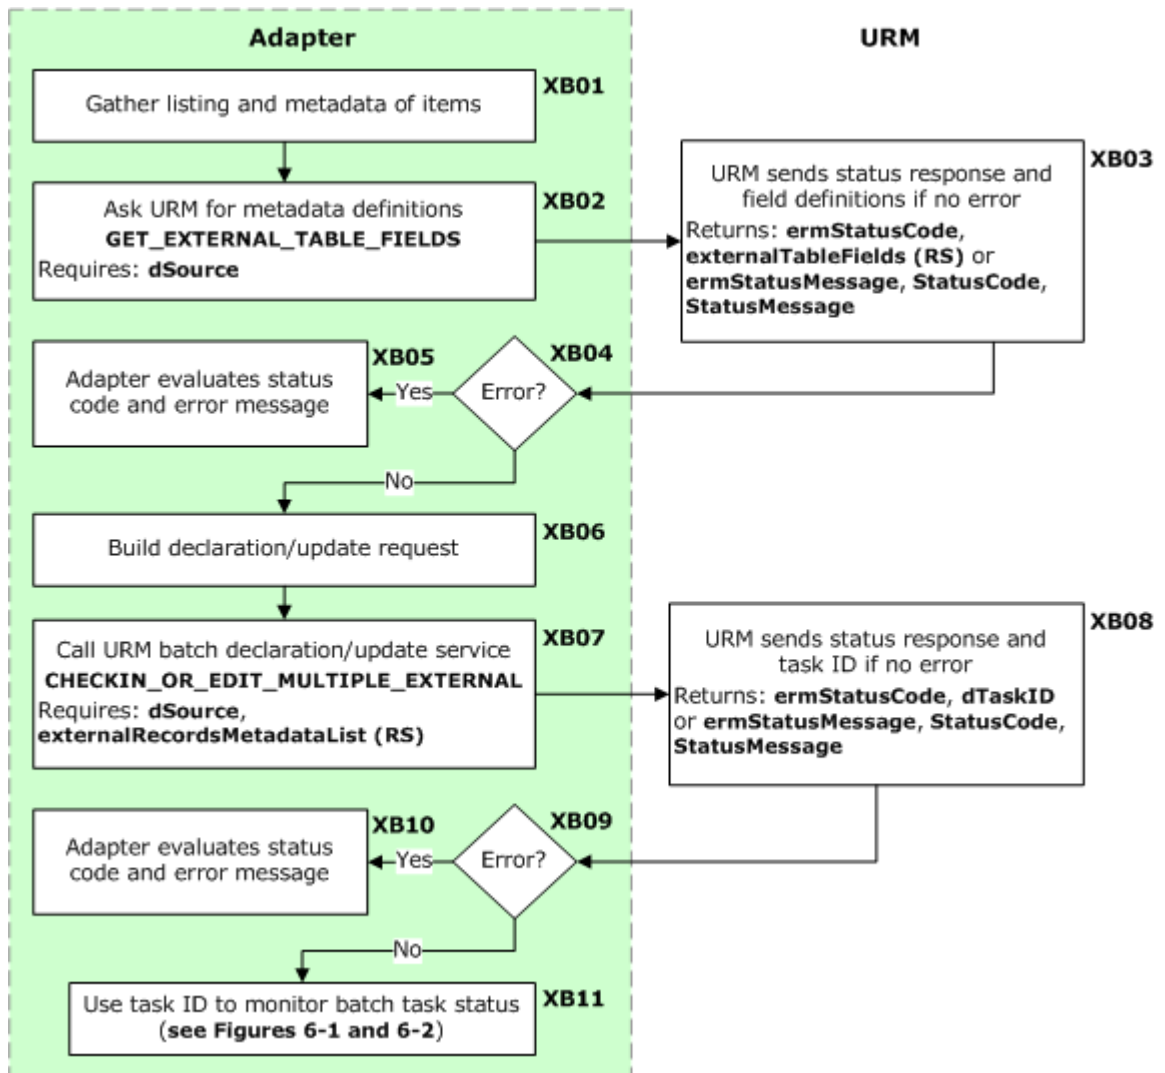 Adapter
URM
XB01
Gather listing and metadata of items
XB02
Ask URM for metadata definitions
GET_EXTERNAL_TABLE_FIELDS
Requires: dSource
XB03
URM sends status response and
field definitions if no error
Returns: ermStatusCode,
externalTableFields (RS) or
ermStatusMessage, StatusCode,
StatusMessage
XB04
Error?
Yes
XB05
Adapter evaluates status
code and error message
No
XB06
Build declaration/update request
XB07
Call URM batch declaration/update service
CHECKIN_OR_EDIT_MULTIPLE_EXTERNAL
Requires: dSource,
externalRecordsMetadataList (RS)
XB08
URM sends status response and
task ID if no error
Returns: ermStatusCode, dTaskID
or ermStatusMessage, StatusCode,
StatusMessage
XB09
Error?
Yes
XB10
Adapter evaluates status
code and error message
No
XB11
Use task ID to monitor batch task status
(see Figures 6-1 and 6-2)